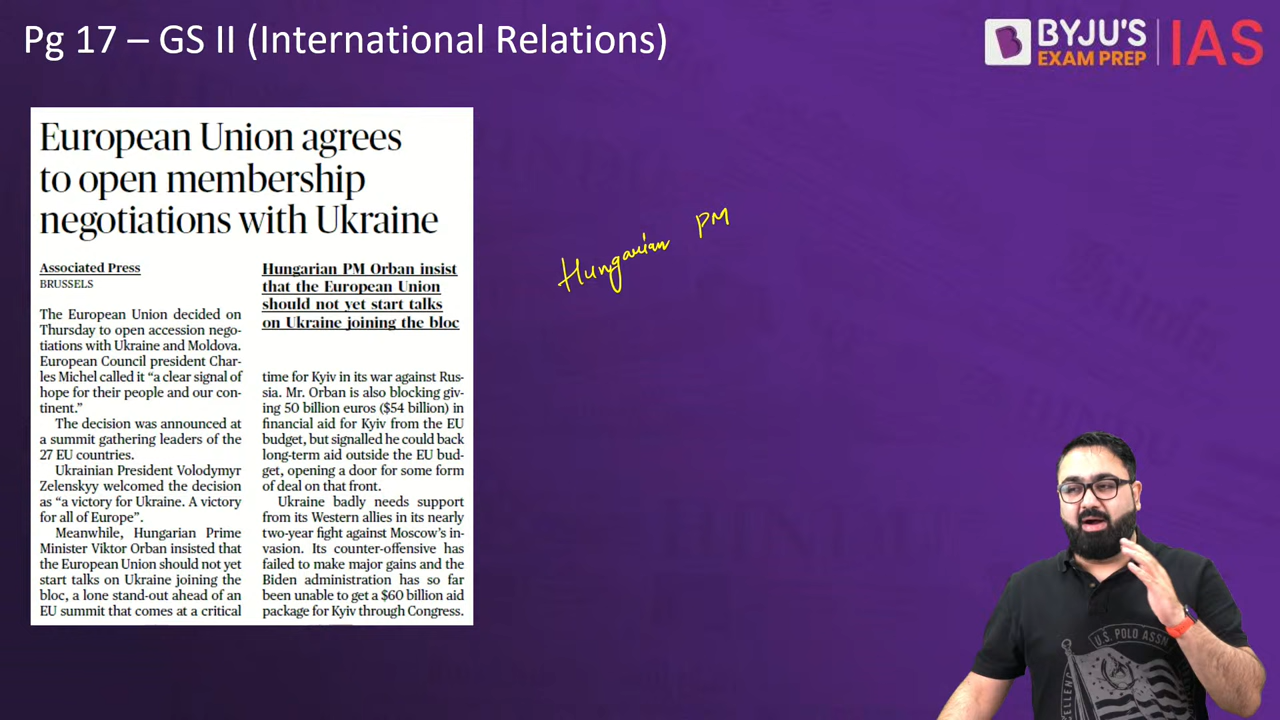 Pg 17 – GS II (International Relations)
BYJU'S
EXAM PREP
IAS
European Union agrees
to open membership
negotiations with Ukraine
Associated Press
BRUSSELS
The European Union decided on
Thursday to open accession nego-
tiations with Ukraine and Moldova.
European Council president Char-
les Michel called it “a clear signal of
hope for their people and our con-
tinent.”
The decision was announced at
a summit gathering leaders of the
27 EU countries.
Ukrainian President Volodymyr
Zelenskyy welcomed the decision
as “a victory for Ukraine. A victory
for all of Europe”.
Meanwhile, Hungarian Prime
Minister Viktor Orban insisted that
the European Union should not yet
start talks on Ukraine joining the
bloc, a lone stand-out ahead of an
EU summit that comes at a critical
Hungarian PM Orban insist
that the European Union
should not yet start talks
on Ukraine joining the bloc
time for Kyiv in its war against Rus-
sia. Mr. Orban is also blocking giv-
ing 50 billion euros ($54 billion) in
financial aid for Kyiv from the EU
budget, but signalled he could back
long-term aid outside the EU bud-
get, opening a door for some form
of deal on that front.
Ukraine badly needs support
from its Western allies in its nearly
two-year fight against Moscow’s in-
vasion. Its counter-offensive has
failed to make major gains and the
Biden administration has so far
been unable to get a $60 billion aid
package for Kyiv through Congress.
Hungarian PM
U.S. POLO ASSN